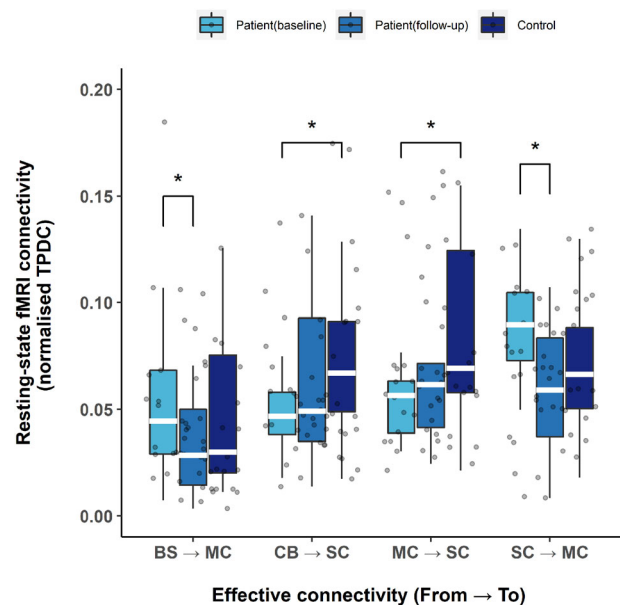 Patient(baseline) Patient(follow-up) Control
Resting-state fMRI connectivity
(normalised TPDC)
0.20
0.15
0.10
0.05
0.00
* * * *
BS → MC CB → SC MC → SC SC → MC
Effective connectivity (From → To)